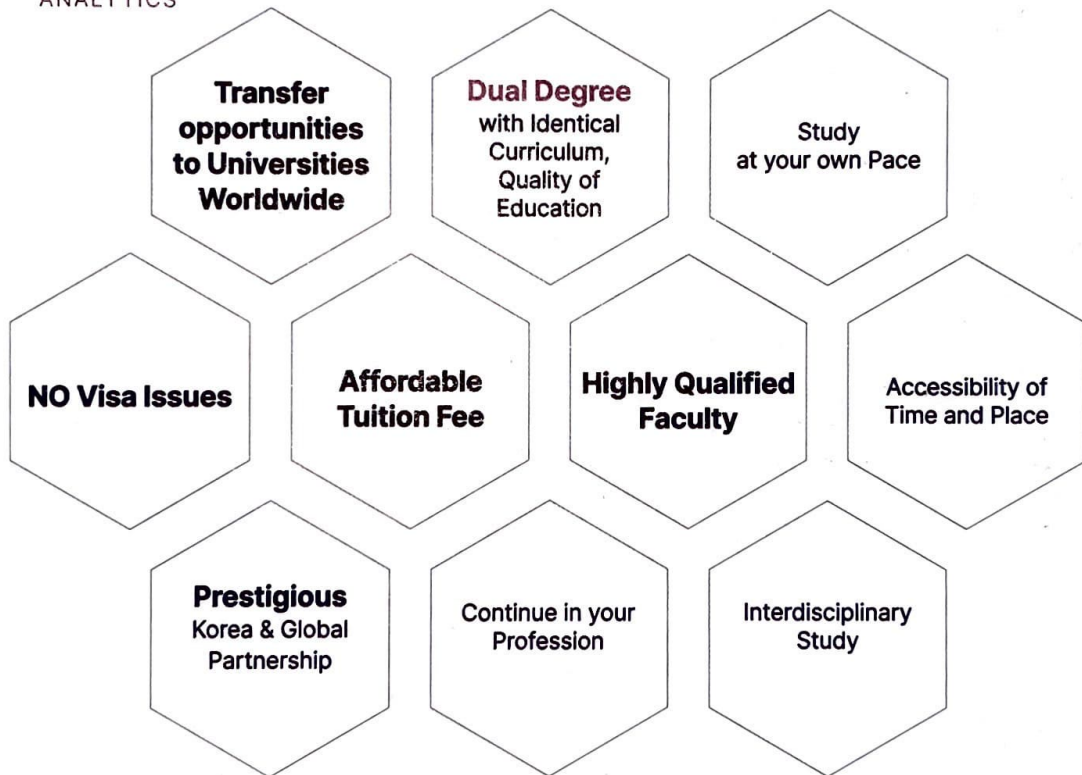 ANALYTICS
Transfer
opportunities
to Universities
Worldwide
Dual Degree
with Identical
Curriculum,
Quality of
Education
Study
at your own Pace
NO Visa Issues
Affordable
Tuition Fee
Highly Qualified
Faculty
Accessibility of
Time and Place
Prestigious
Korea & Global
Partnership
Continue in your
Profession
Interdisciplinary
Study